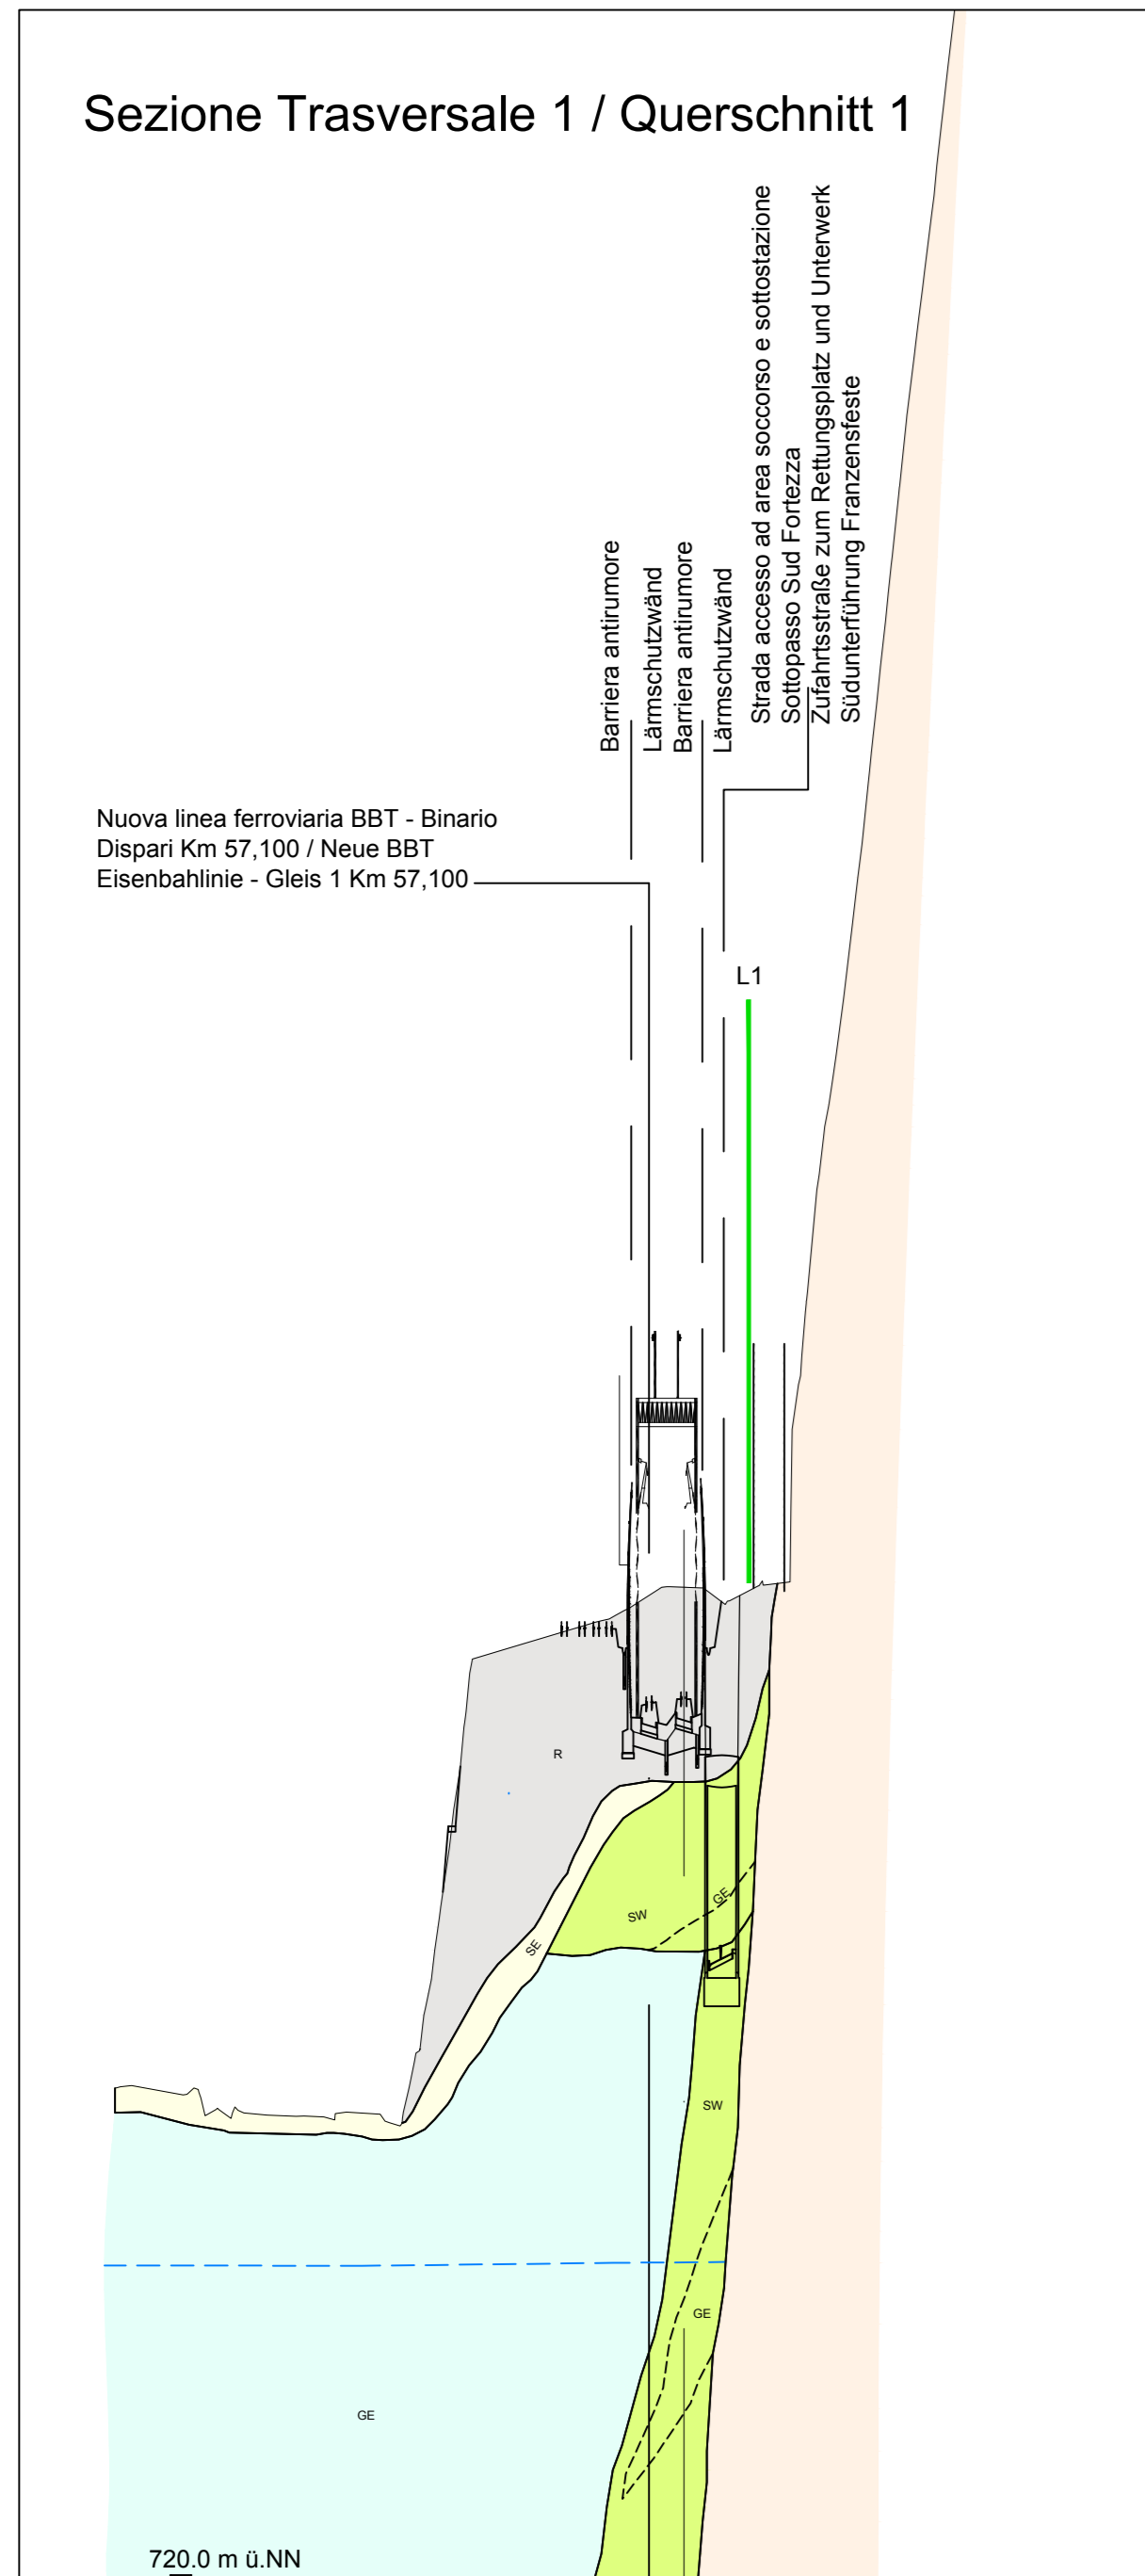 Sezione Trasversale 1 / Querschnitt 1
Barriera antirumore
Lärmschutzwänd
Barriera antirumore
Lärmschutzwänd
Strada accesso ad area soccorso e sottostazione
Sottopasso Sud Fortezza
Zufahrtsstraße zum Rettungsplatz und Unterwerk
Südunterführung Franzensfeste
Nuova linea ferroviaria BBT - Binario
Dispari Km 57,100 / Neue BBT
Eisenbahlinie - Gleis 1 Km 57,100
L1
R
GE
SW
SE
SW
GE
GE
720.0 m ü.NN